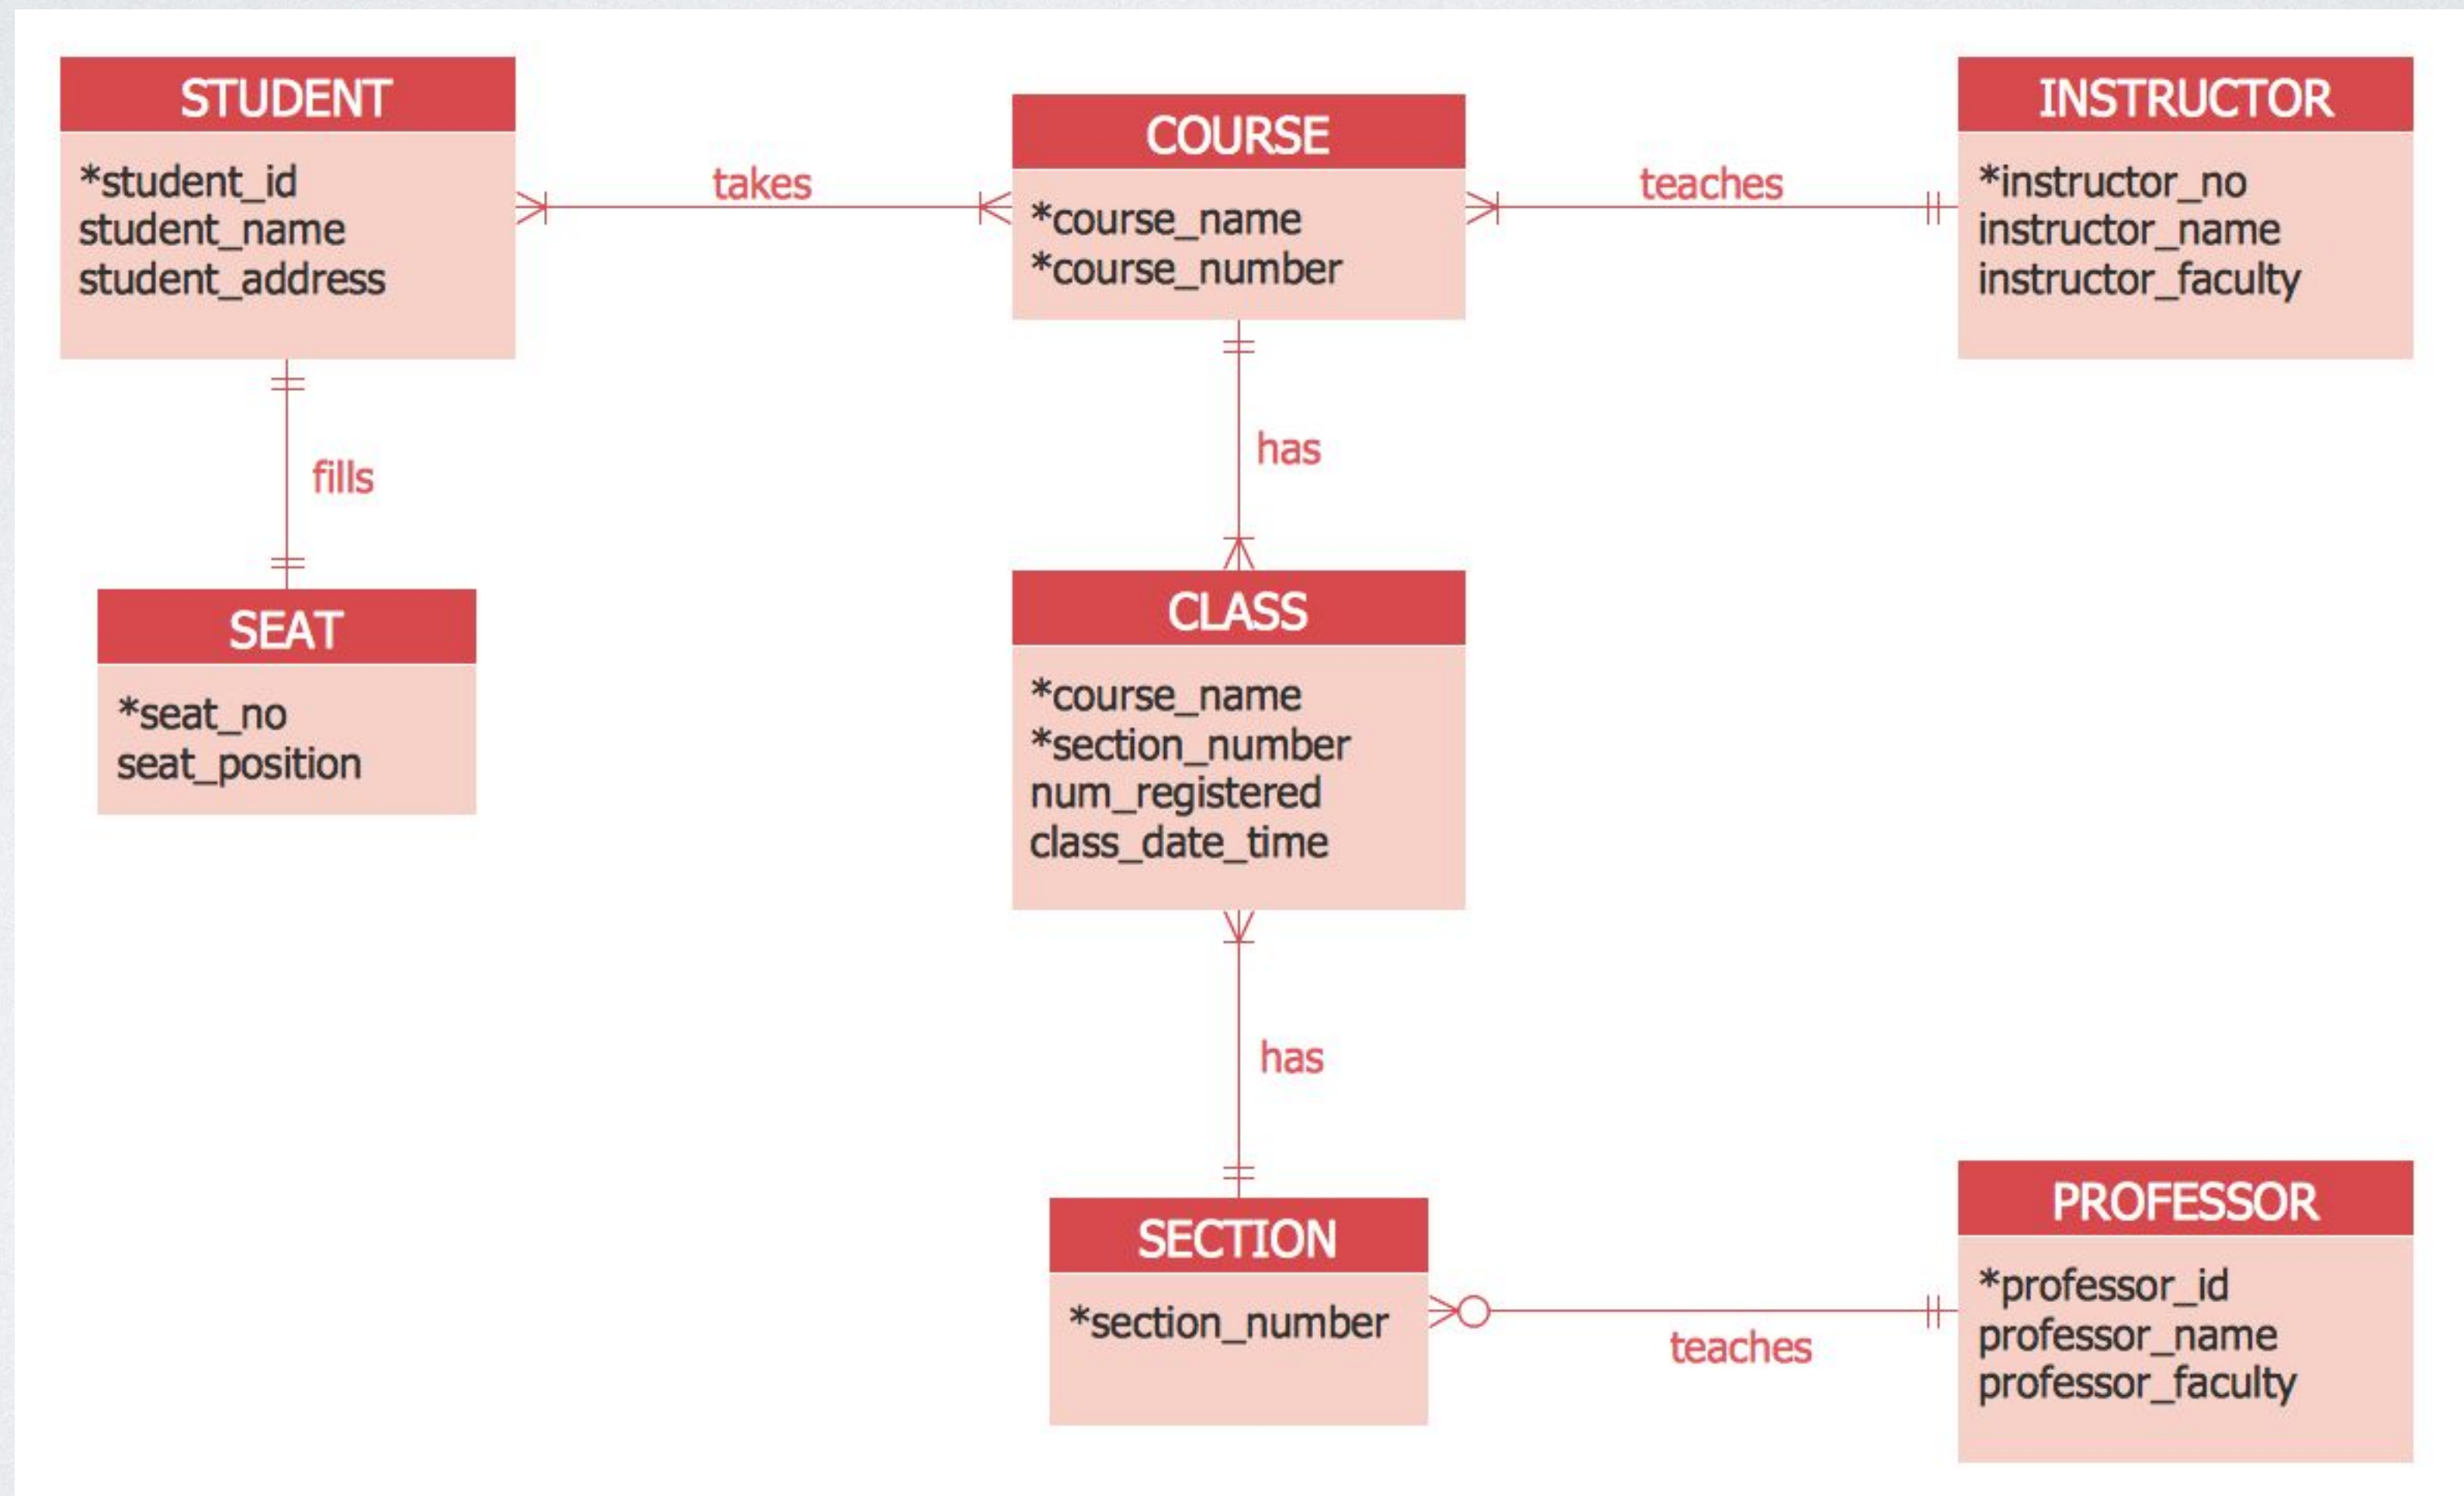 STUDENT
*student_id
student_name
student_address
takes
COURSE
*course_name
*course_number
teaches
INSTRUCTOR
*instructor_no
instructor_name
instructor_faculty
fills
has
SEAT
*seat_no
seat_position
CLASS
*course_name
*section_number
num_registered
class_date_time
has
SECTION
*section_number
teaches
PROFESSOR
*professor_id
professor_name
professor_faculty